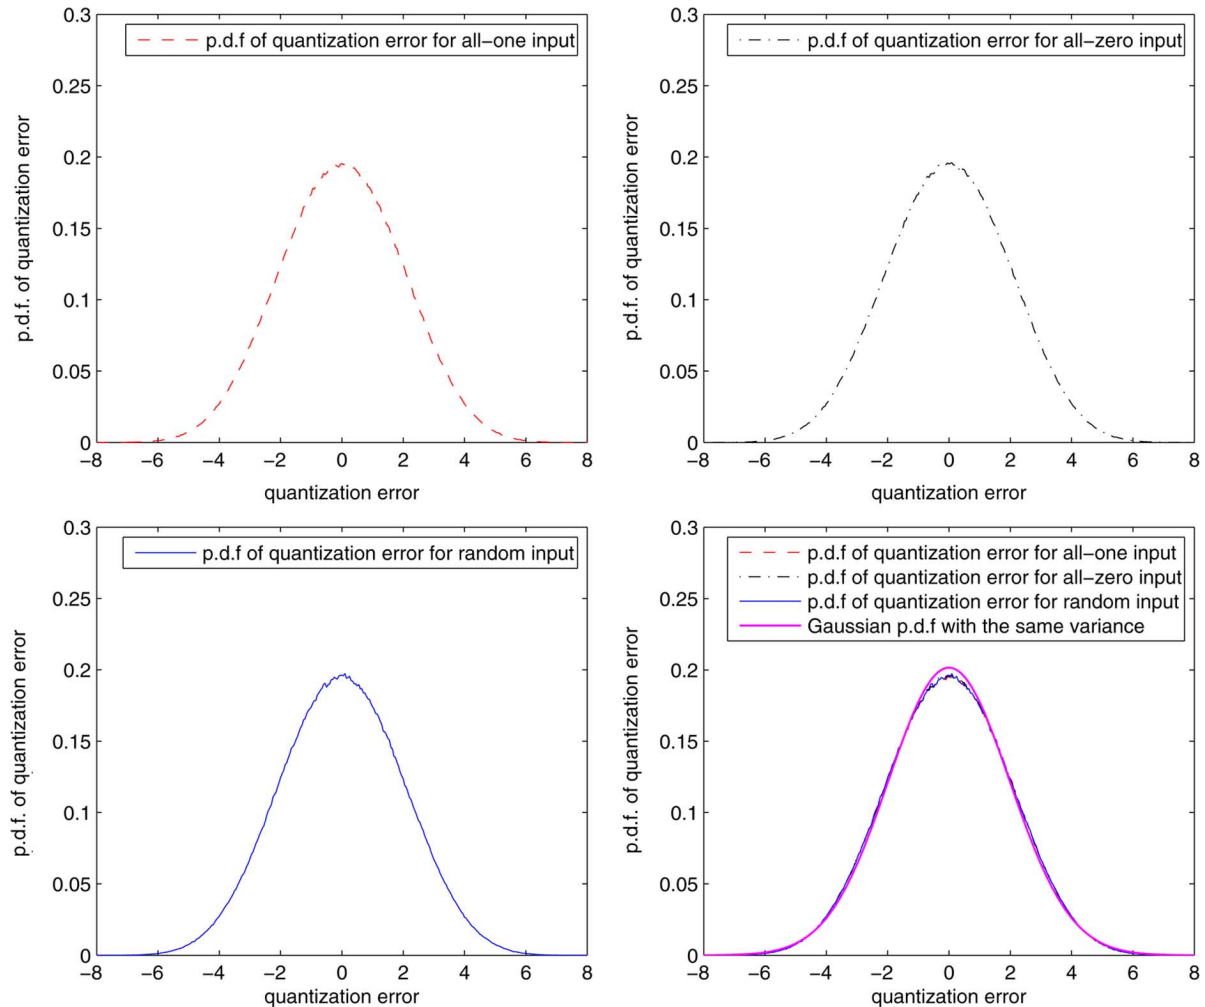 p.d.f of quantization error for all−one input
p.d.f. of quantization error
0.3
0.25
0.2
0.15
0.1
0.05
0
−8 −6 −4 −2 0 2 4 6 8
quantization error
p.d.f of quantization error for all−zero input
p.d.f. of quantization error
0.3
0.25
0.2
0.15
0.1
0.05
0
−8 −6 −4 −2 0 2 4 6 8
quantization error
p.d.f of quantization error for random input
p.d.f. of quantization error
0.3
0.25
0.2
0.15
0.1
0.05
0
−8 −6 −4 −2 0 2 4 6 8
quantization error
p.d.f of quantization error for all−one input
p.d.f of quantization error for all−zero input
p.d.f of quantization error for random input
Gaussian p.d.f with the same variance
p.d.f. of quantization error
0.3
0.25
0.2
0.15
0.1
0.05
0
−8 −6 −4 −2 0 2 4 6 8
quantization error